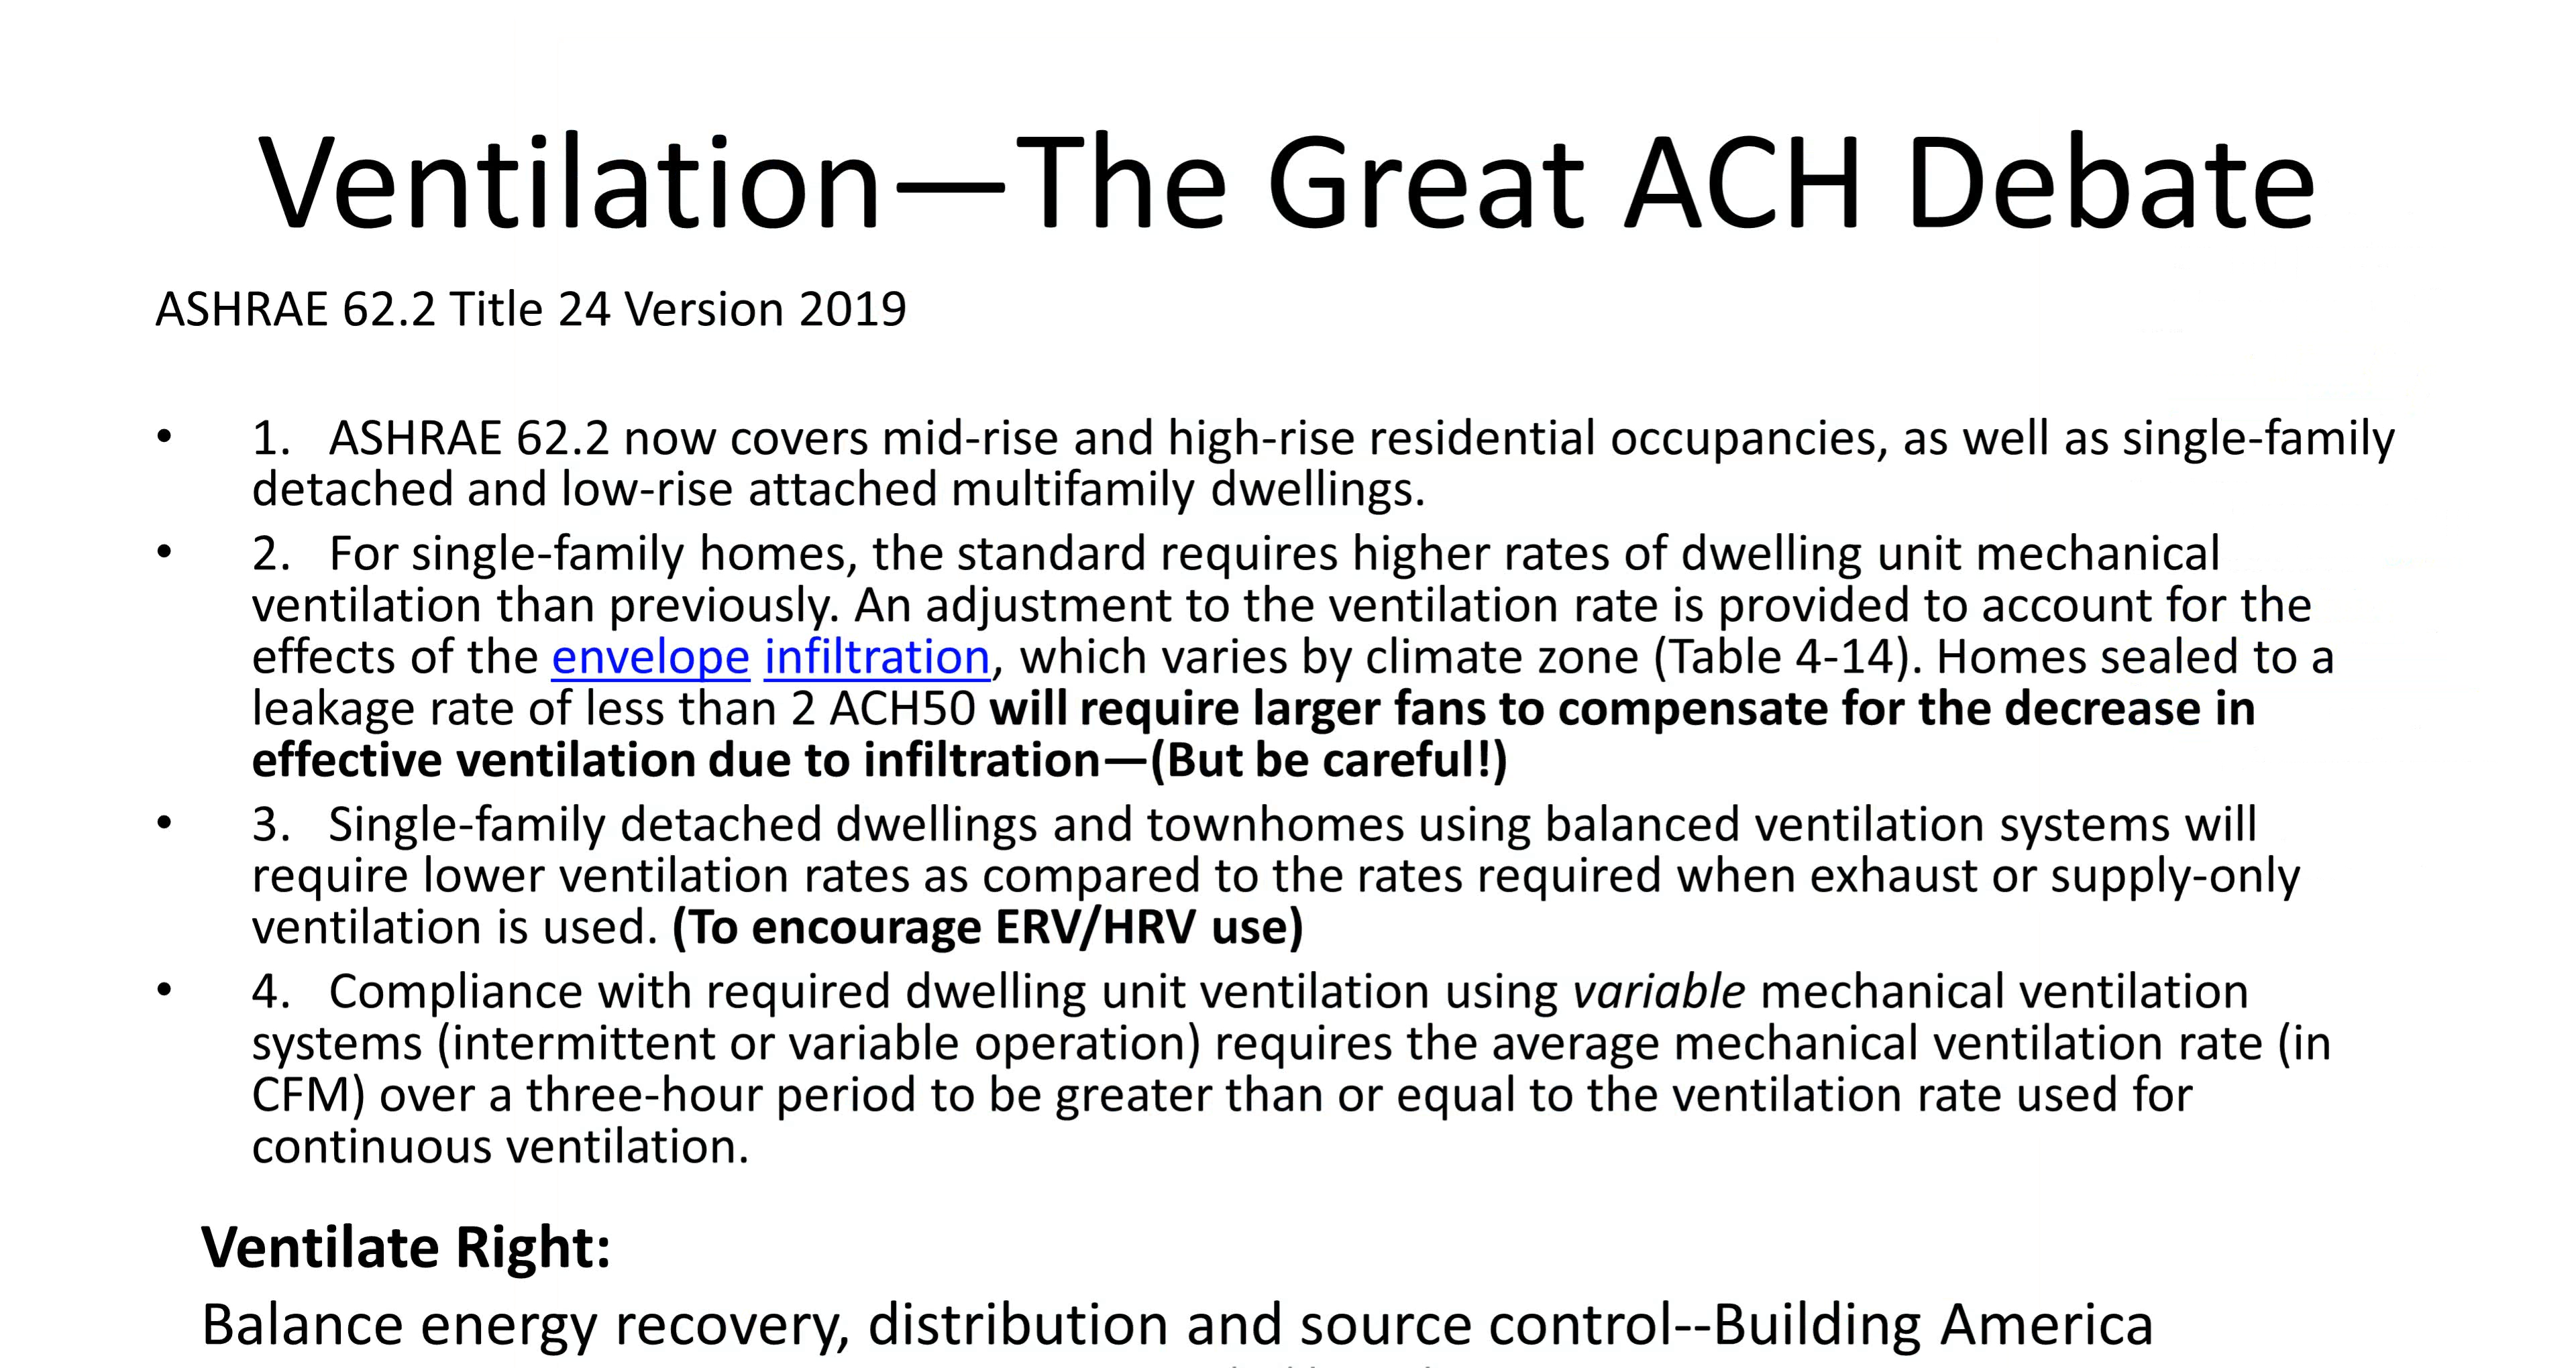 Ventilation—The Great ACH Debate
ASHRAE 62.2 Title 24 Version 2019
• 1. ASHRAE 62.2 now covers mid-rise and high-rise residential occupancies, as well as single-family
detached and low-rise attached multifamily dwellings.
• 2. For single-family homes, the standard requires higher rates of dwelling unit mechanical
ventilation than previously. An adjustment to the ventilation rate is provided to account for the
effects of the envelope infiltration, which varies by climate zone (Table 4-14). Homes sealed to a
leakage rate of less than 2 ACH50 will require larger fans to compensate for the decrease in
effective ventilation due to infiltration—(But be careful!)
• 3. Single-family detached dwellings and townhomes using balanced ventilation systems will
require lower ventilation rates as compared to the rates required when exhaust or supply-only
ventilation is used. (To encourage ERV/HRV use)
• 4. Compliance with required dwelling unit ventilation using variable mechanical ventilation
systems (intermittent or variable operation) requires the average mechanical ventilation rate (in
CFM) over a three-hour period to be greater than or equal to the ventilation rate used for
continuous ventilation.
Ventilate Right:
Balance energy recovery, distribution and source control--Building America